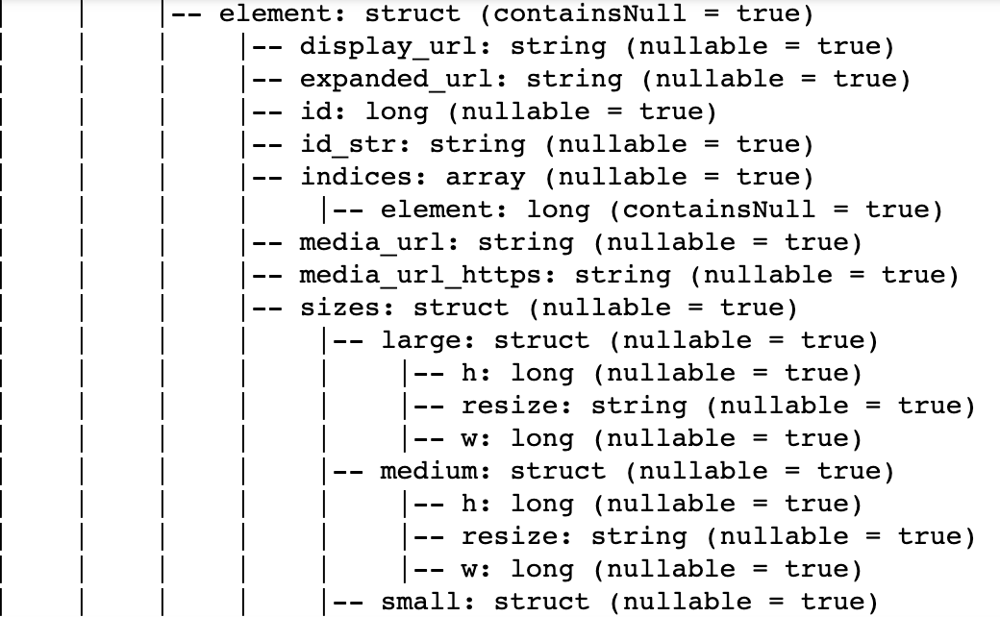 |    |    |-- element: struct (containsNull = true)
|    |    |    |-- display_url: string (nullable = true)
|    |    |    |-- expanded_url: string (nullable = true)
|    |    |    |-- id: long (nullable = true)
|    |    |    |-- id_str: string (nullable = true)
|    |    |    |-- indices: array (nullable = true)
|    |    |    |    |-- element: long (containsNull = true)
|    |    |    |-- media_url: string (nullable = true)
|    |    |    |-- media_url_https: string (nullable = true)
|    |    |    |-- sizes: struct (nullable = true)
|    |    |    |    |-- large: struct (nullable = true)
|    |    |    |    |    |-- h: long (nullable = true)
|    |    |    |    |    |-- resize: string (nullable = true)
|    |    |    |    |    |-- w: long (nullable = true)
|    |    |    |    |-- medium: struct (nullable = true)
|    |    |    |    |    |-- h: long (nullable = true)
|    |    |    |    |    |-- resize: string (nullable = true)
|    |    |    |    |    |-- w: long (nullable = true)
|    |    |    |    |-- small: struct (nullable = true)